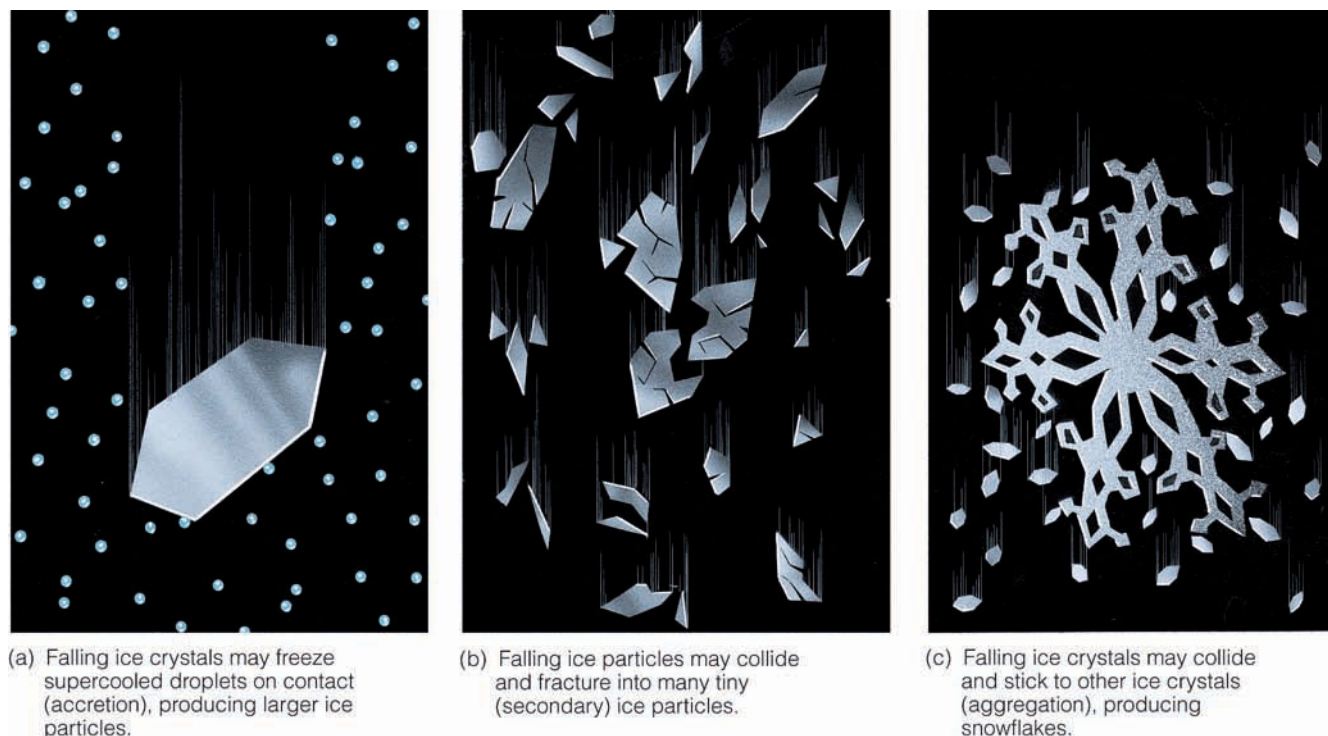 (a) Falling ice crystals may freeze
supercooled droplets on contact
(accretion), producing larger ice
particles.
(b) Falling ice particles may collide
and fracture into many tiny
(secondary) ice particles.
(c) Falling ice crystals may collide
and stick to other ice crystals
(aggregation), producing
snowflakes.